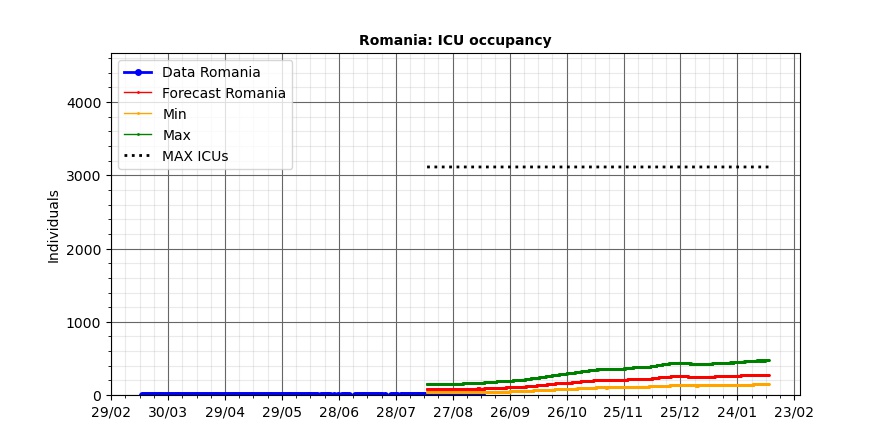 Romania: ICU occupancy
Data Romania
Forecast Romania
Min
Max
MAX ICUs
Individuals
4000
3000
2000
1000
0
29/02 30/03 29/04 29/05 28/06 28/07 27/08 26/09 26/10 25/11 25/12 24/01 23/02